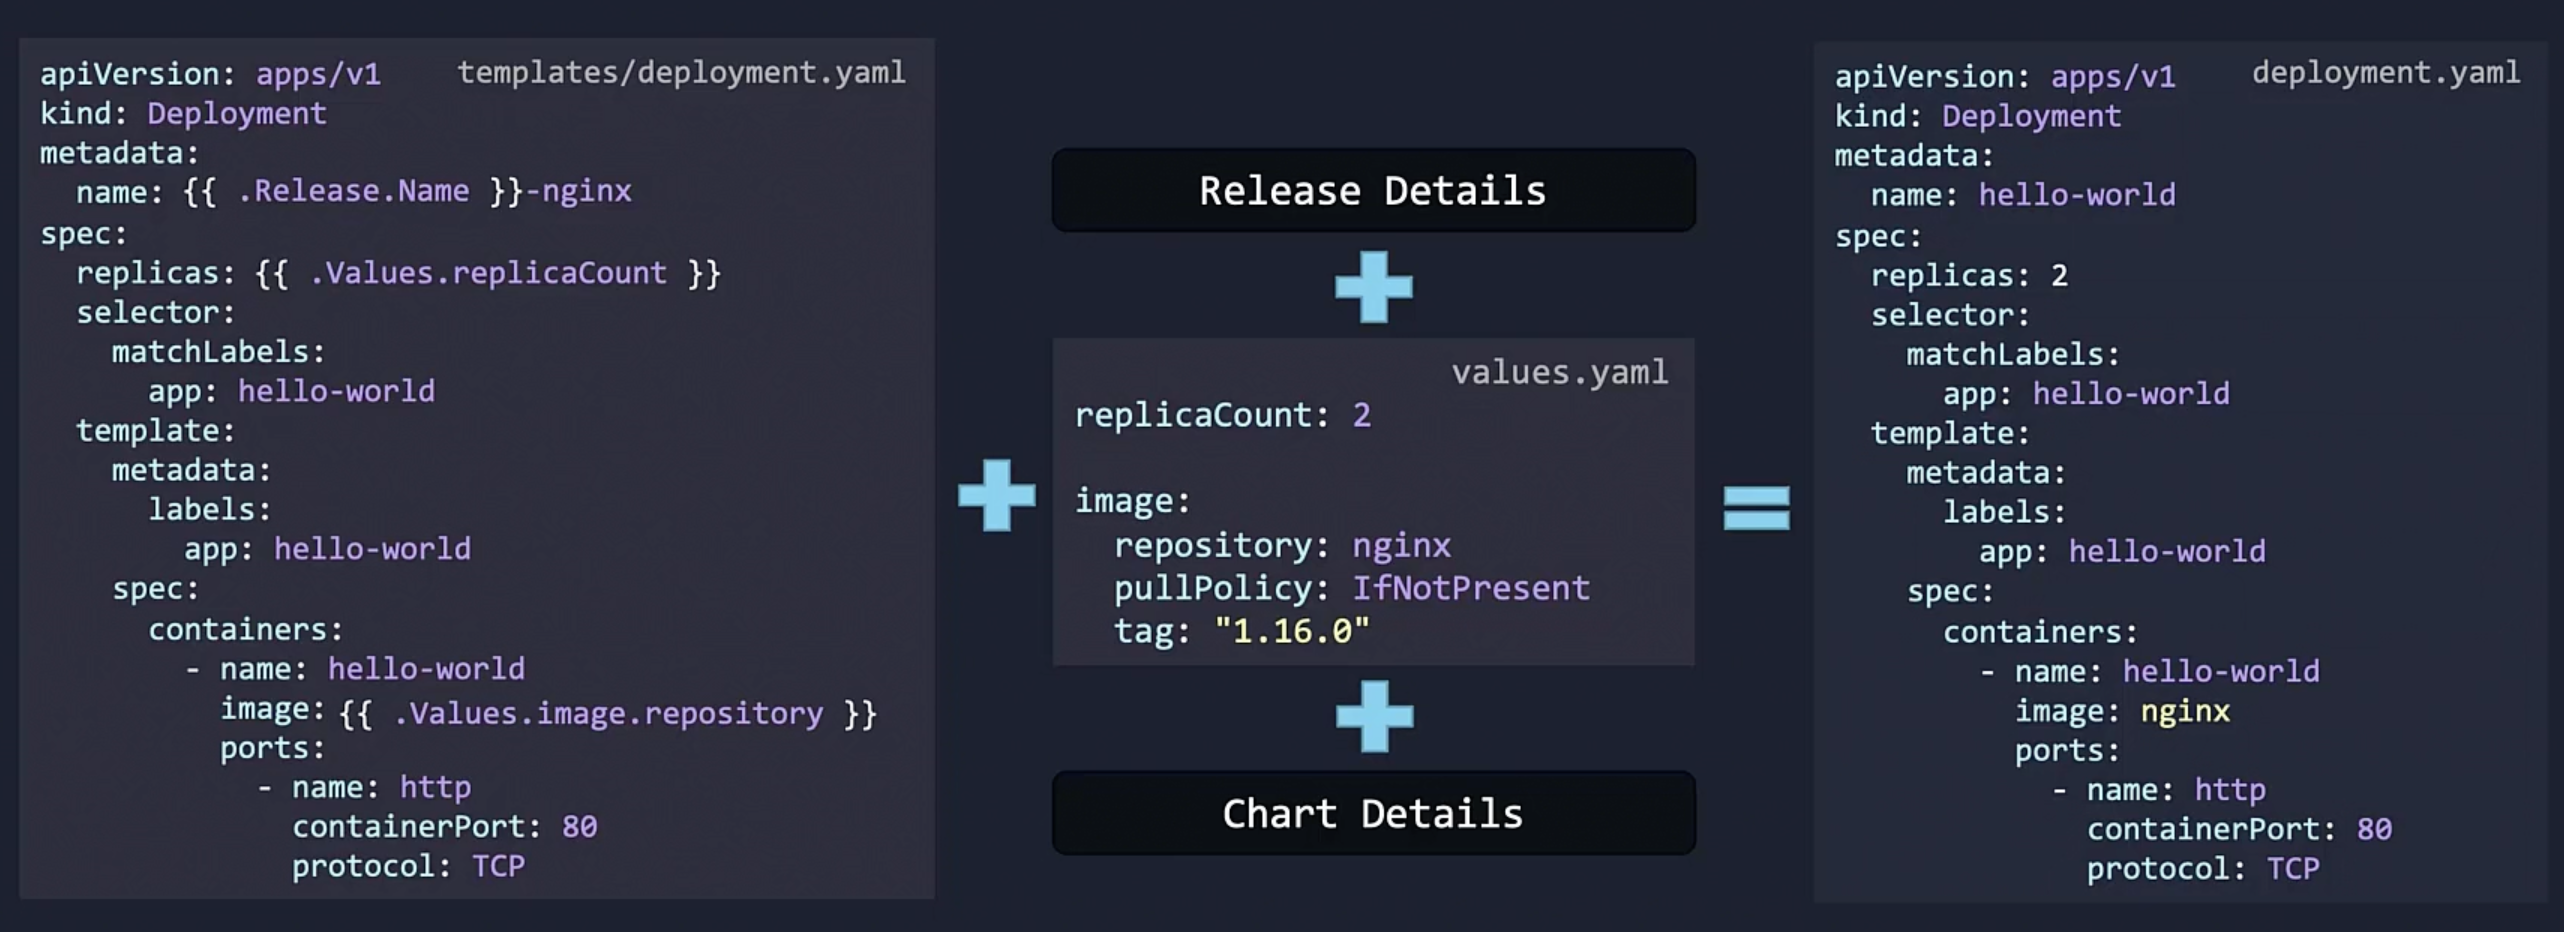 apiVersion: apps/v1 templates/deployment.yaml
kind: Deployment
metadata:
  name: {{ .Release.Name }}-nginx
spec:
  replicas: {{ .Values.replicaCount }}
  selector:
    matchLabels:
      app: hello-world
  template:
    metadata:
      labels:
        app: hello-world
    spec:
      containers:
        - name: hello-world
          image: {{ .Values.image.repository }}
          ports:
            - name: http
              containerPort: 80
              protocol: TCP
Release Details
values.yaml
replicaCount: 2
image:
  repository: nginx
  pullPolicy: IfNotPresent
  tag: "1.16.0"
Chart Details
apiVersion: apps/v1 deployment.yaml
kind: Deployment
metadata:
  name: hello-world
spec:
  replicas: 2
  selector:
    matchLabels:
      app: hello-world
  template:
    metadata:
      labels:
        app: hello-world
    spec:
      containers:
        - name: hello-world
          image: nginx
          ports:
            - name: http
              containerPort: 80
              protocol: TCP